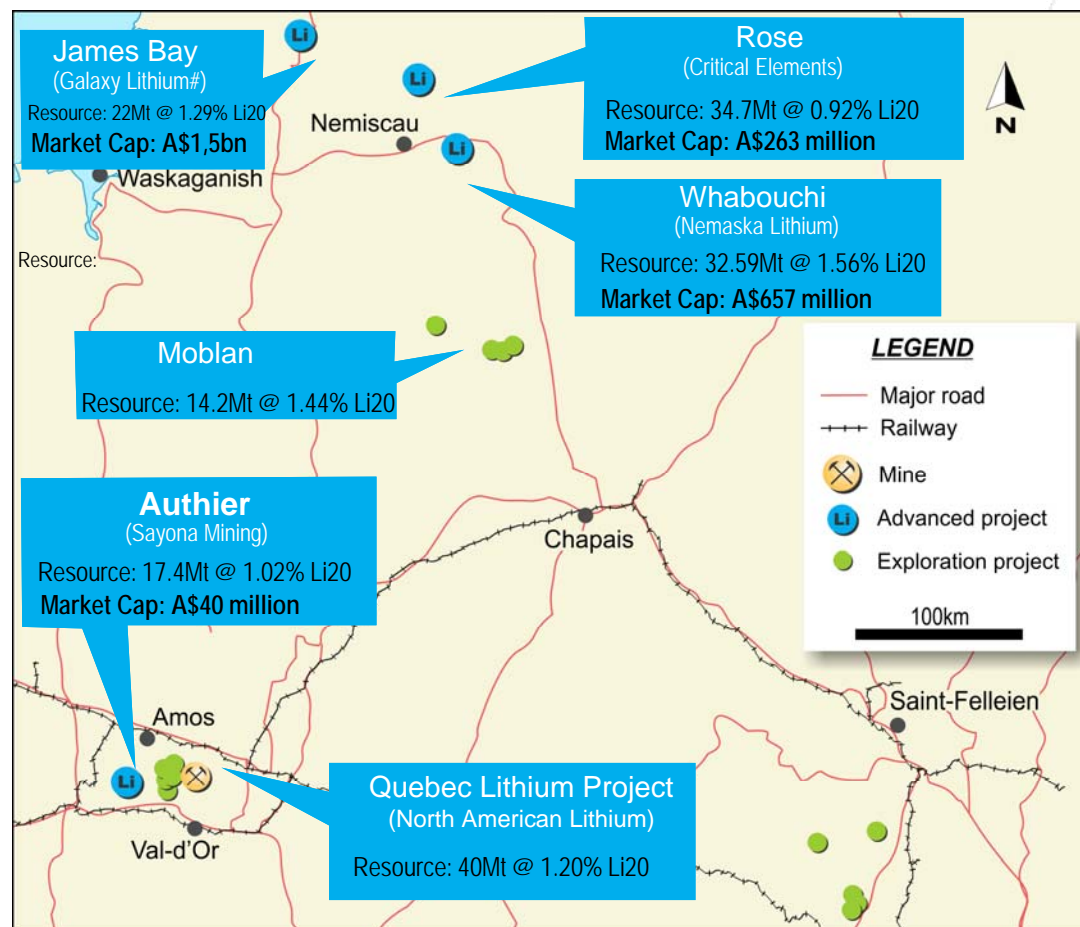 James Bay
(Galaxy Lithium#)
Resource: 22Mt @ 1.29% Li20
Market Cap: A$1,5bn
Rose
(Critical Elements)
Resource: 34.7Mt @ 0.92% Li20
Market Cap: A$263 million
Li
Li
Li
N
Nemiscau
Waskaganish
Whabouchi
(Nemaska Lithium)
Resource: 32.59Mt @ 1.56% Li20
Market Cap: A$657 million
Resource:
Moblan
Resource: 14.2Mt @ 1.44% Li20
LEGEND
Major road
Railway
Mine
Li Advanced project
Exploration project
100km
Authier
(Sayona Mining)
Resource: 17.4Mt @ 1.02% Li20
Market Cap: A$40 million
Chapais
Saint-Felleien
Amos
Li
Val-d'Or
Quebec Lithium Project
(North American Lithium)
Resource: 40Mt @ 1.20% Li20